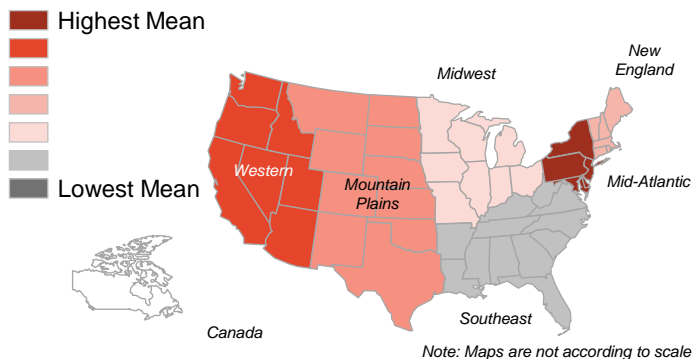 Highest Mean
Lowest Mean
New
England
Midwest
Western
Mountain
Plains
Mid-Atlantic
Southeast
Canada
Note: Maps are not according to scale